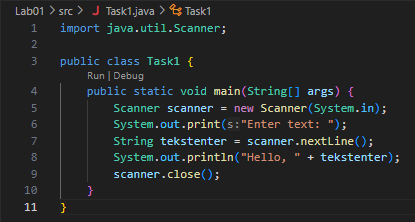 Lab01 > src > J Task1.java > Task1
1 import java.util.Scanner;
2
3 public class Task1 {
Run | Debug
4 public static void main(String[] args) {
5 Scanner scanner = new Scanner(System.in);
6 System.out.print(s:"Enter text: ");
7 String tekstenter = scanner.nextLine();
8 System.out.println("Hello, " + tekstenter);
9 scanner.close();
10 }
11 }